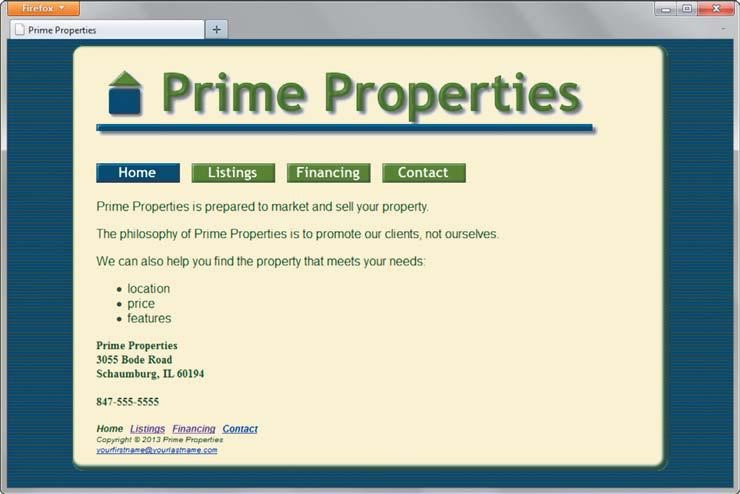 Firefox
Prime Properties
Prime Properties
Home Listings Financing Contact
Prime Properties is prepared to market and sell your property.
The philosophy of Prime Properties is to promote our clients, not ourselves.
We can also help you find the property that meets your needs:
• location
• price
• features
Prime Properties
3055 Bode Road
Schaumburg, IL 60194
847-555-5555
Home Listings Financing Contact
Copyright © 2013 Prime Properties
yourfirstname@yourlastname.com